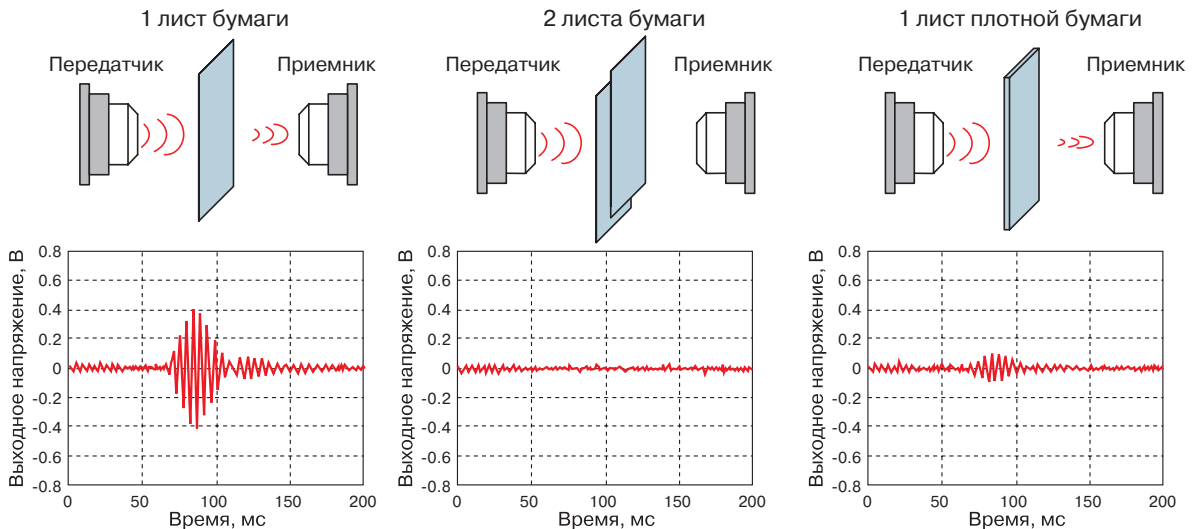 1 лист бумаги
Передатчик
Приемник
Выходное напряжение, В
0.8
0.6
0.4
0.2
0
-0.2
-0.4
-0.6
-0.8
0 50 100 150 200
Время, мс
2 листа бумаги
Передатчик
Приемник
Выходное напряжение, В
0.8
0.6
0.4
0.2
0
-0.2
-0.4
-0.6
-0.8
0 50 100 150 200
Время, мс
1 лист плотной бумаги
Передатчик
Приемник
Выходное напряжение, В
0.8
0.6
0.4
0.2
0
-0.2
-0.4
-0.6
-0.8
0 50 100 150 200
Время, мс